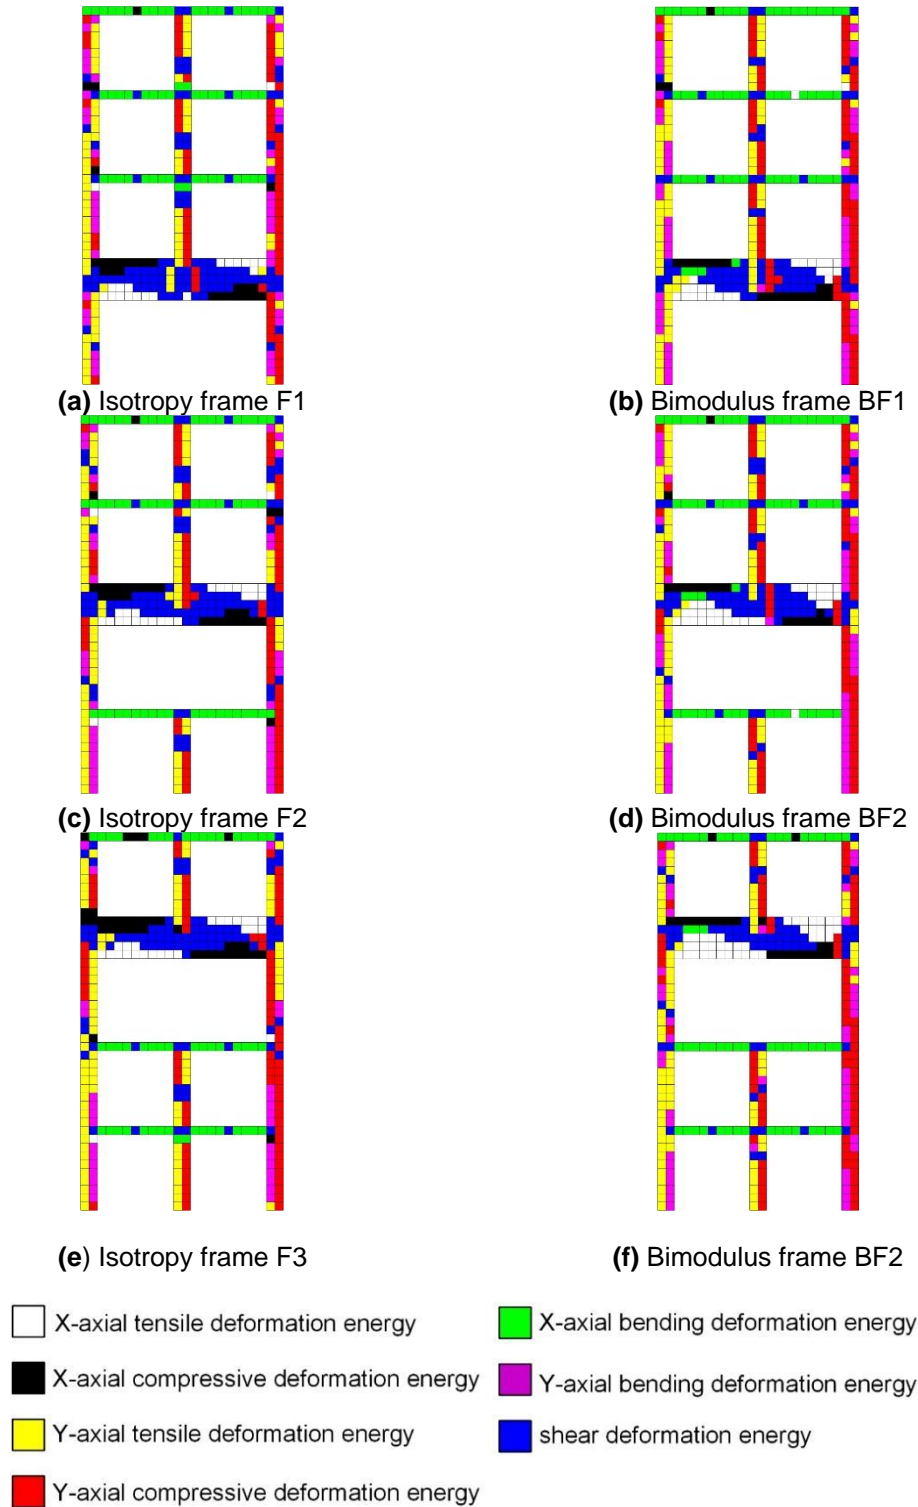 (a) Isotropy frame F1
(b) Bimodulus frame BF1
(c) Isotropy frame F2
(d) Bimodulus frame BF2
(e) Isotropy frame F3
(f) Bimodulus frame BF2
X-axial tensile deformation energy
X-axial compressive deformation energy
Y-axial tensile deformation energy
Y-axial compressive deformation energy
X-axial bending deformation energy
Y-axial bending deformation energy
shear deformation energy